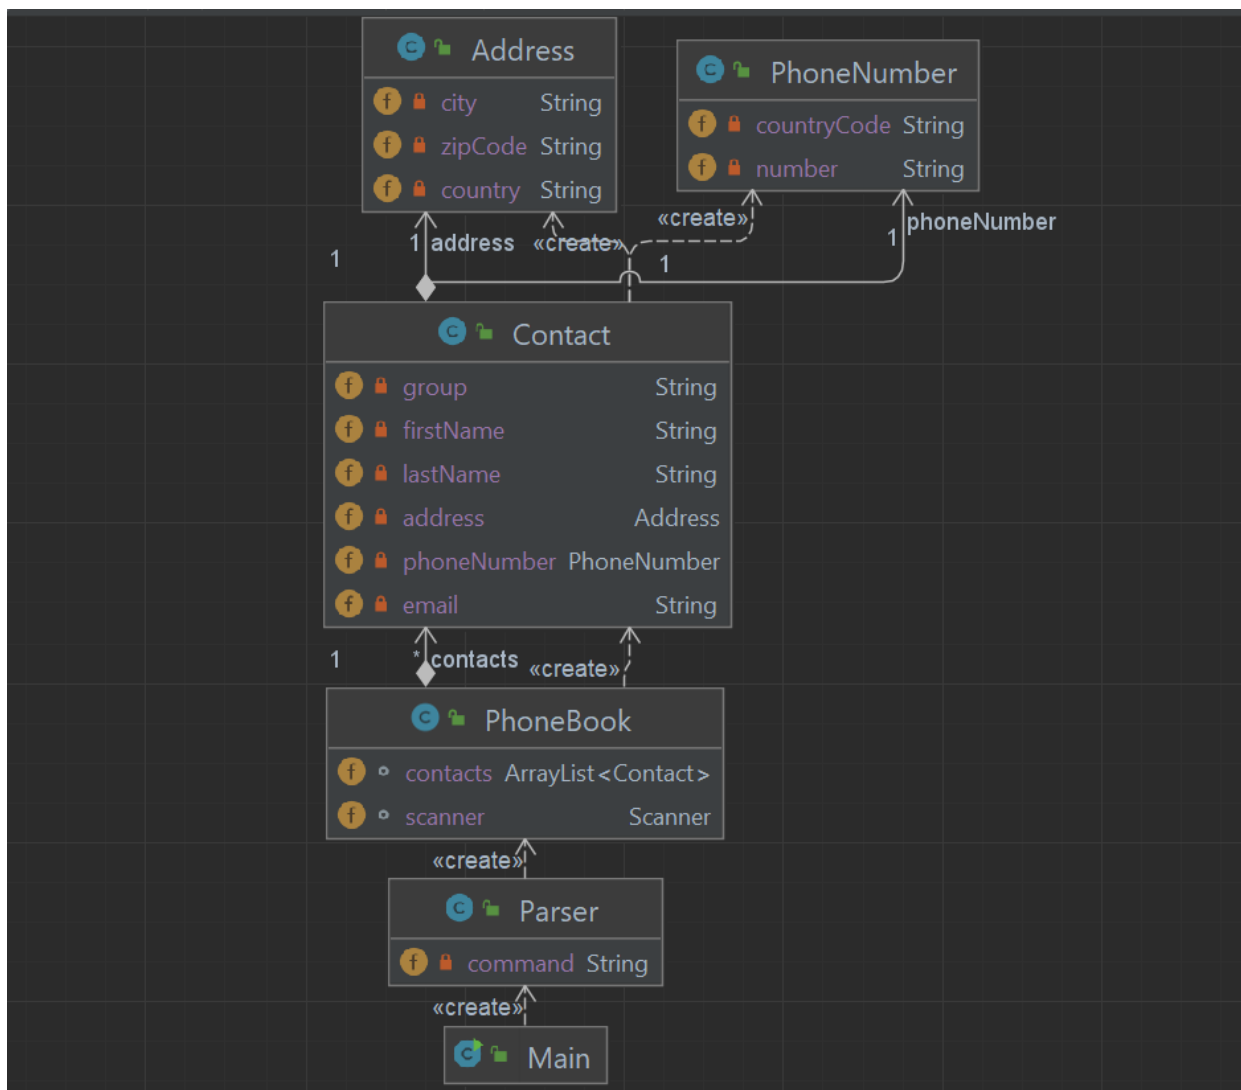 Address
city String
zipCode String
country String
PhoneNumber
countryCode String
number String
«create»
phoneNumber
1
1 address «create»
1
1
Contact
group String
firstName String
lastName String
address Address
phoneNumber PhoneNumber
email String
1 * contacts «create»
PhoneBook
contacts ArrayList<Contact>
scanner Scanner
«create»
Parser
command String
«create»
Main